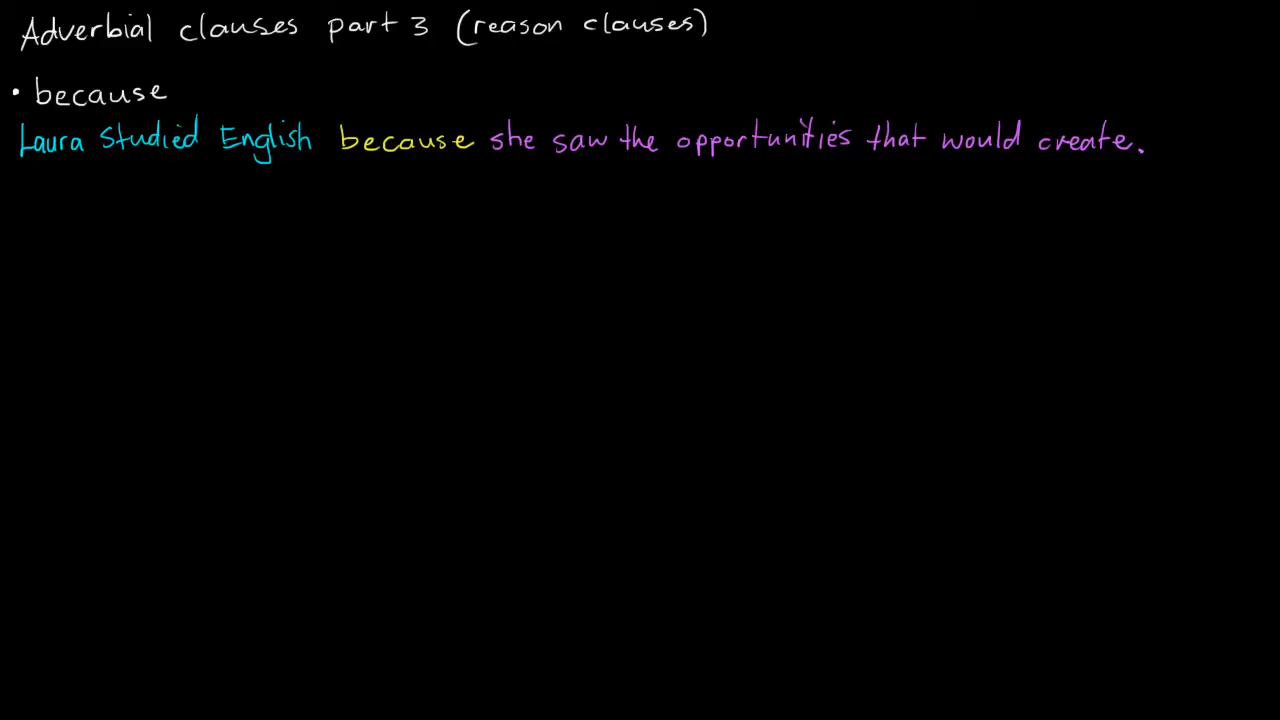 Adverbial clauses part 3 (reason clauses)
• because
Laura Studied English because she saw the opportunities that would create.